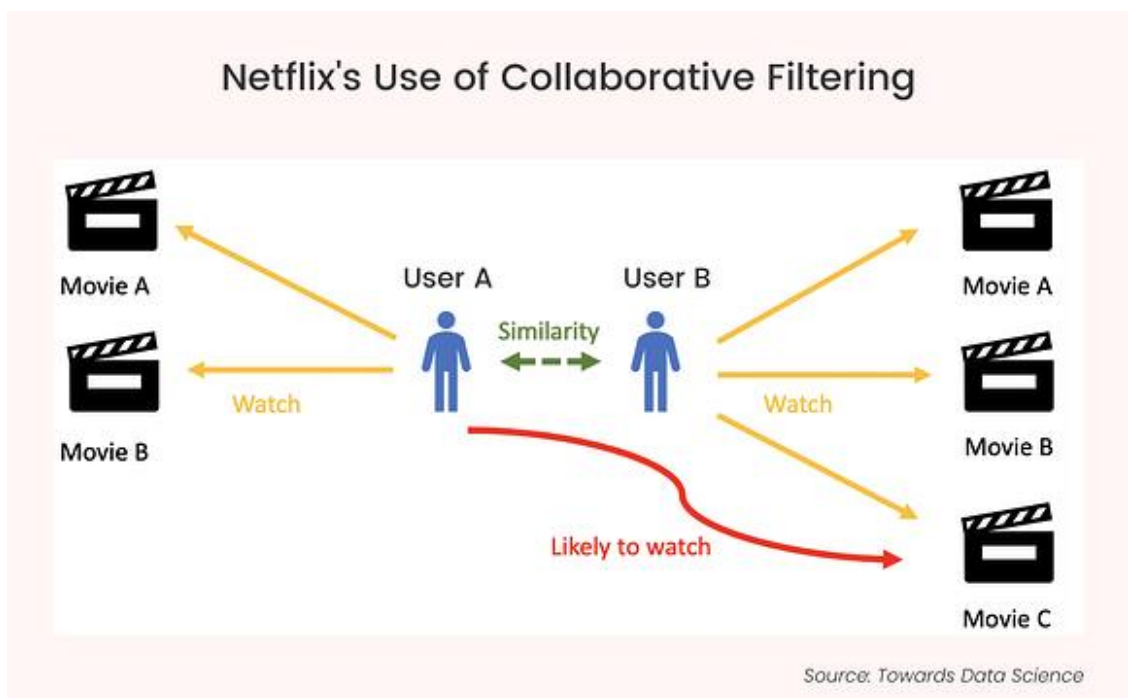 Netflix's Use of Collaborative Filtering
Movie A
User A
User B
Movie A
Similarity
Watch
Watch
Movie B
Movie B
Likely to watch
Movie C
Source: Towards Data Science